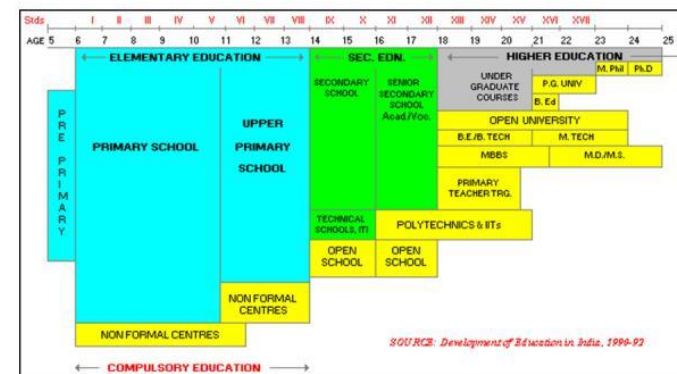 Stds I II III IV V VI VII VIII IX X XI XII XIII XIV XV XVI XVII
AGE 5 6 7 8 9 10 11 12 13 14 15 16 17 18 19 20 21 22 23 24 25
ELEMENTARY EDUCATION
SEC. EDN.
HIGHER EDUCATION
PRE PRIMARY
PRIMARY SCHOOL
UPPER
PRIMARY
SCHOOL
SECONDARY
SCHOOL
SENIOR
SECONDARY
SCHOOL
Acad./Voc.
UNDER
GRADUATE
COURSES
M. Phil
Ph.D
P.G. UNIV
B. Ed
OPEN UNIVERSITY
B.E./B. TECH
M. TECH
MBBS
M.D./M.S.
PRIMARY
TEACHER TRG.
TECHNICAL
SCHOOLS, ITI
POLYTECHNICS & IITs
OPEN
SCHOOL
OPEN
SCHOOL
NON FORMAL
CENTRES
NON FORMAL CENTRES
SOURCE: Development of Education in India, 1990-92
COMPULSORY EDUCATION